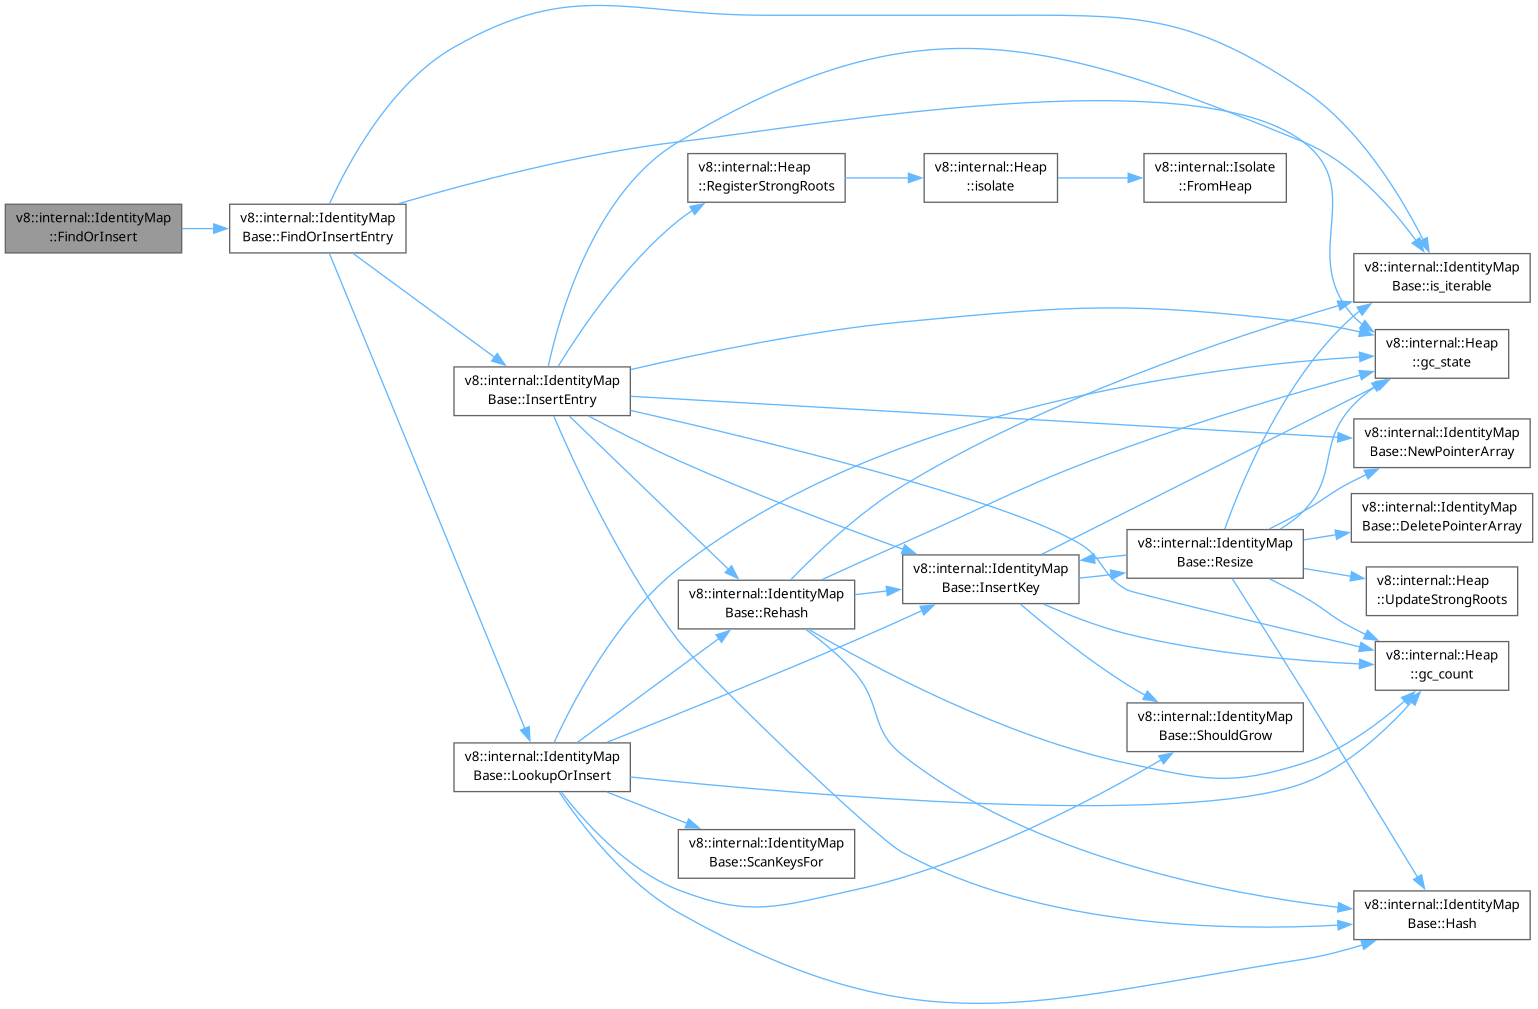 v8::internal::IdentityMap
::FindOrInsert
v8::internal::IdentityMap
Base::FindOrInsertEntry
v8::internal::IdentityMap
Base::InsertEntry
v8::internal::IdentityMap
Base::LookupOrInsert
v8::internal::Heap
::RegisterStrongRoots
v8::internal::IdentityMap
Base::Rehash
v8::internal::IdentityMap
Base::ScanKeysFor
v8::internal::Heap
::isolate
v8::internal::IdentityMap
Base::InsertKey
v8::internal::Isolate
::FromHeap
v8::internal::IdentityMap
Base::Resize
v8::internal::IdentityMap
Base::ShouldGrow
v8::internal::IdentityMap
Base::is_iterable
v8::internal::Heap
::gc_state
v8::internal::IdentityMap
Base::NewPointerArray
v8::internal::IdentityMap
Base::DeletePointerArray
v8::internal::Heap
::UpdateStrongRoots
v8::internal::Heap
::gc_count
v8::internal::IdentityMap
Base::Hash